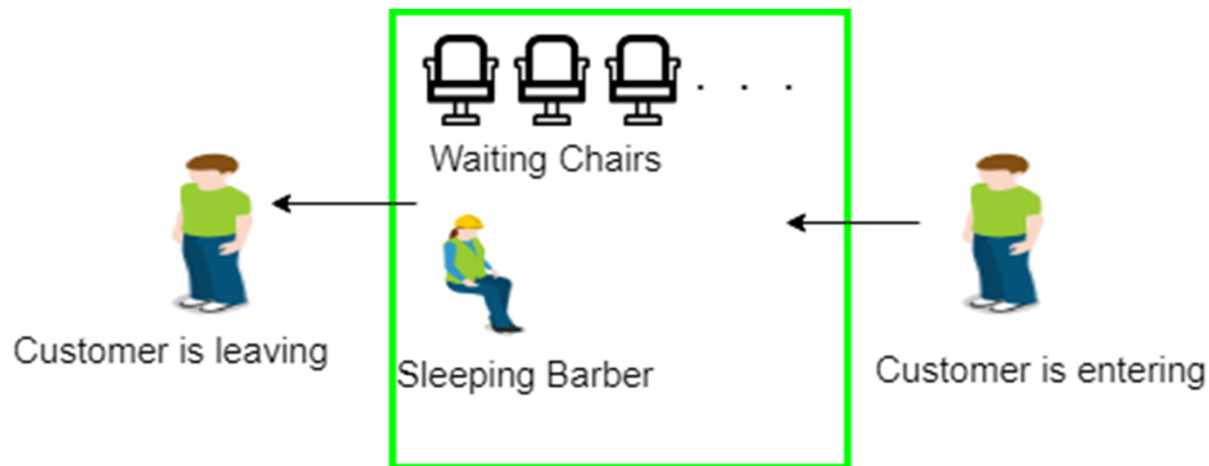 Waiting Chairs
Customer is leaving
Sleeping Barber
Customer is entering